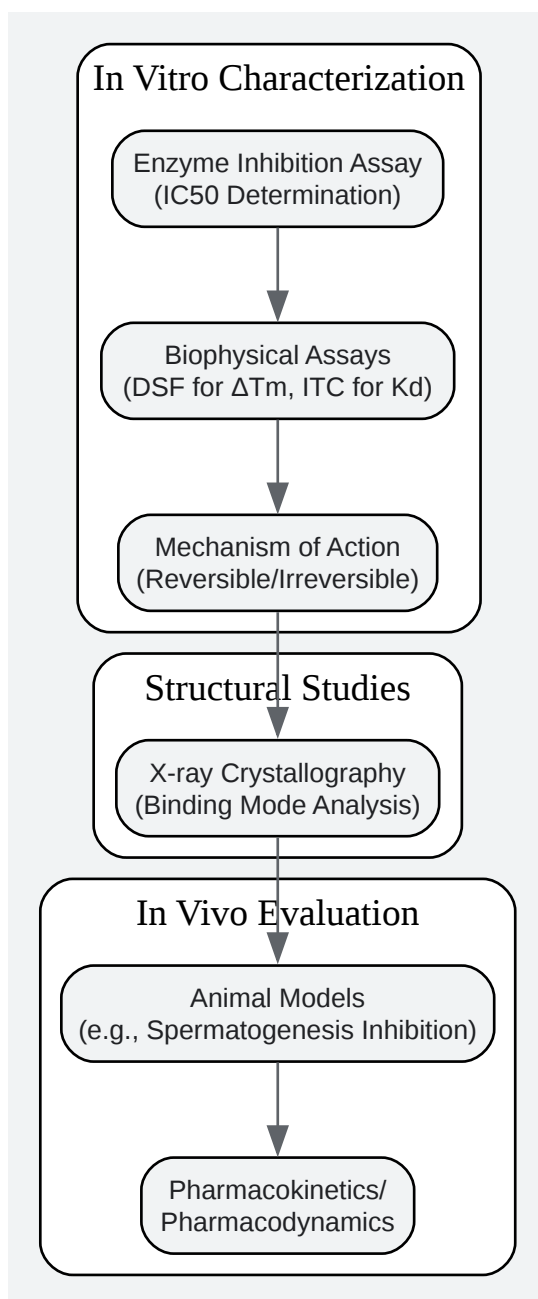 In Vitro Characterization
Enzyme Inhibition Assay
(IC50 Determination)
Biophysical Assays
(DSF for ΔTm, ITC for Kd)
Mechanism of Action
(Reversible/Irreversible)
Structural Studies
X-ray Crystallography
(Binding Mode Analysis)
In Vivo Evaluation
Animal Models
(e.g., Spermatogenesis Inhibition)
Pharmacokinetics/
Pharmacodynamics